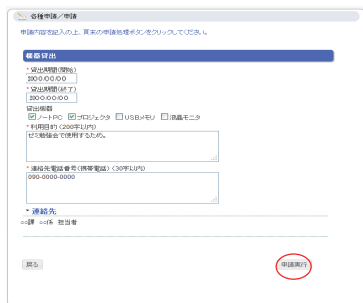 各種申請／申請
申請内容を記入の上、頁末の申請処理ボタンをクリックしてください。
機器貸出
* 貸出期間(開始)
2000/00/00
* 貸出期間(終了)
2000/00/00
貸出機器
ノートPC プロジェクタ USBメモリ 液晶モニタ
* 利用目的(200字以内)
ゼミ勉強会で使用するため。
* 連絡先電話番号(携帯電話)(30字以内)
090-0000-0000
* 連絡先
○○課 ○○係 担当者
戻る
申請実行